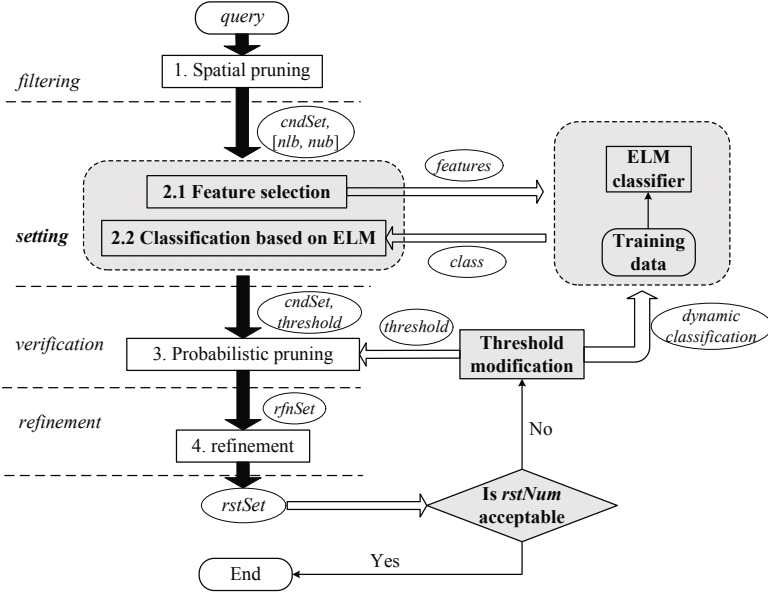 query
1. Spatial pruning
filtering
cndSet,
[nlb, nub]
features
ELM
classifier
2.1 Feature selection
setting
2.2 Classification based on ELM
class
Training
data
cndSet,
threshold
threshold
dynamic
classification
verification
3. Probabilistic pruning
Threshold
modification
refinement
rfnSet
No
4. refinement
rstSet
Is rstNum
acceptable
Yes
End